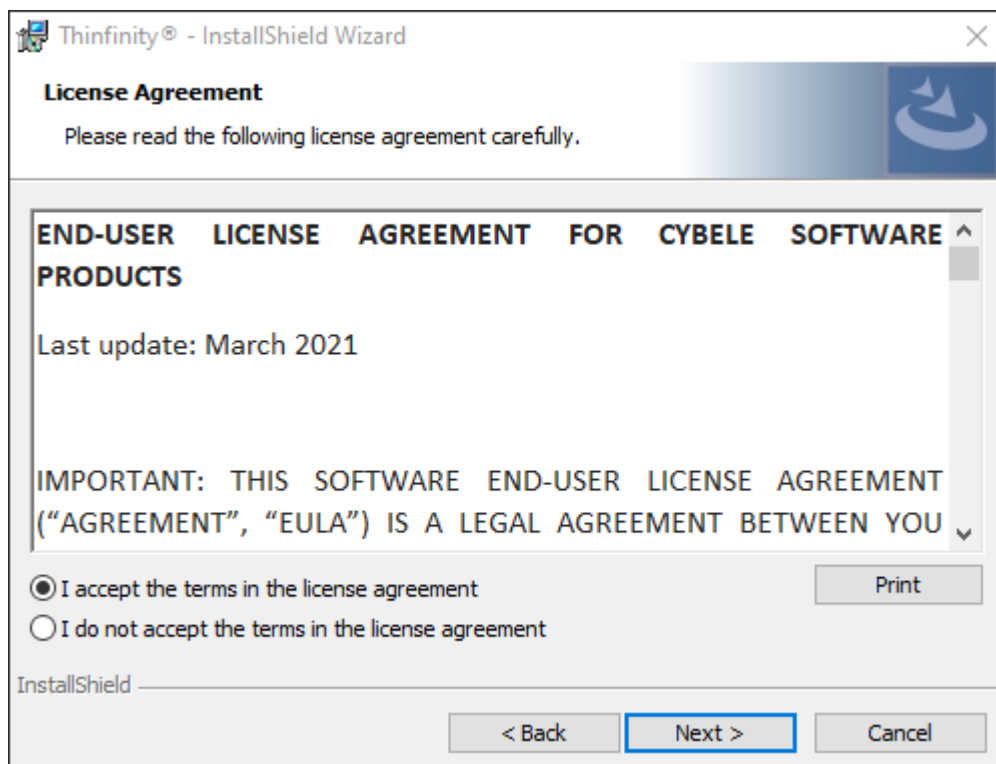 Thinfinity® - InstallShield Wizard
License Agreement
Please read the following license agreement carefully.
END-USER LICENSE AGREEMENT FOR CYBELE SOFTWARE
PRODUCTS
Last update: March 2021
IMPORTANT: THIS SOFTWARE END-USER LICENSE AGREEMENT
(“AGREEMENT”, “EULA”) IS A LEGAL AGREEMENT BETWEEN YOU
I accept the terms in the license agreement
Print
I do not accept the terms in the license agreement
InstallShield
< Back
Next >
Cancel